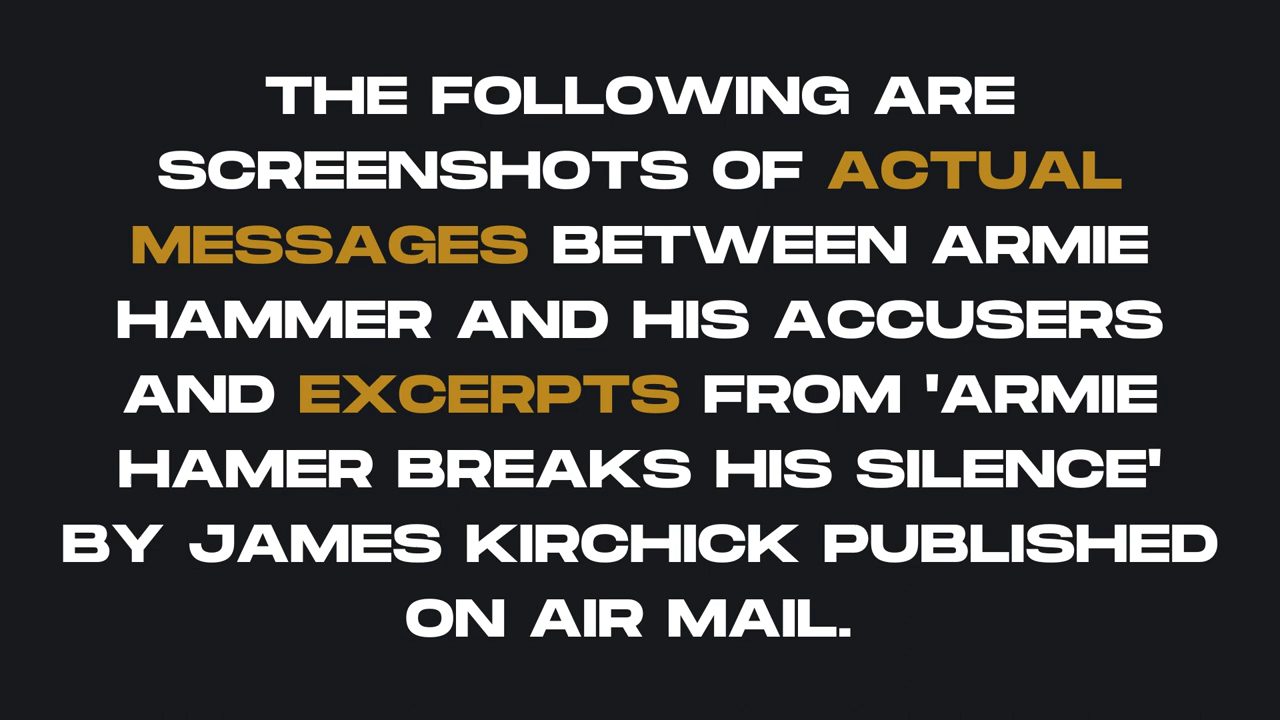 THE FOLLOWING ARE
SCREENSHOTS OF ACTUAL
MESSAGES BETWEEN ARMIE
HAMMER AND HIS ACCUSERS
AND EXCERPTS FROM 'ARMIE
HAMER BREAKS HIS SILENCE'
BY JAMES KIRCHICK PUBLISHED
ON AIR MAIL.